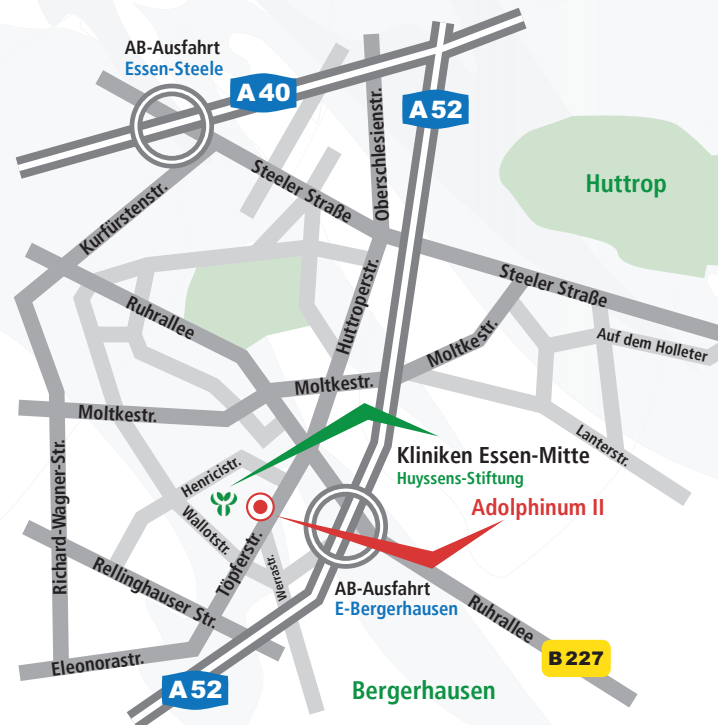 AB-Ausfahrt
Essen-Steele
A 40
A 52
Oberschlesienstr.
Huttrop
Steeler Straße
Kurfürstenstr.
Steeler Straße
Ruhrallee
Huttroperstr.
Auf dem Holleter
Moltkestr.
Moltkestr.
Moltkestr.
Lanterstr.
Kliniken Essen-Mitte
Huyssens-Stiftung
Henricistr.
Adolphinum II
Richard-Wagner-Str.
Wallotstr.
Töpferstr.
Werrastr.
Rellinghauser Str.
AB-Ausfahrt
E-Bergerhausen
Ruhrallee
Eleonorastr.
B 227
A 52
Bergerhausen